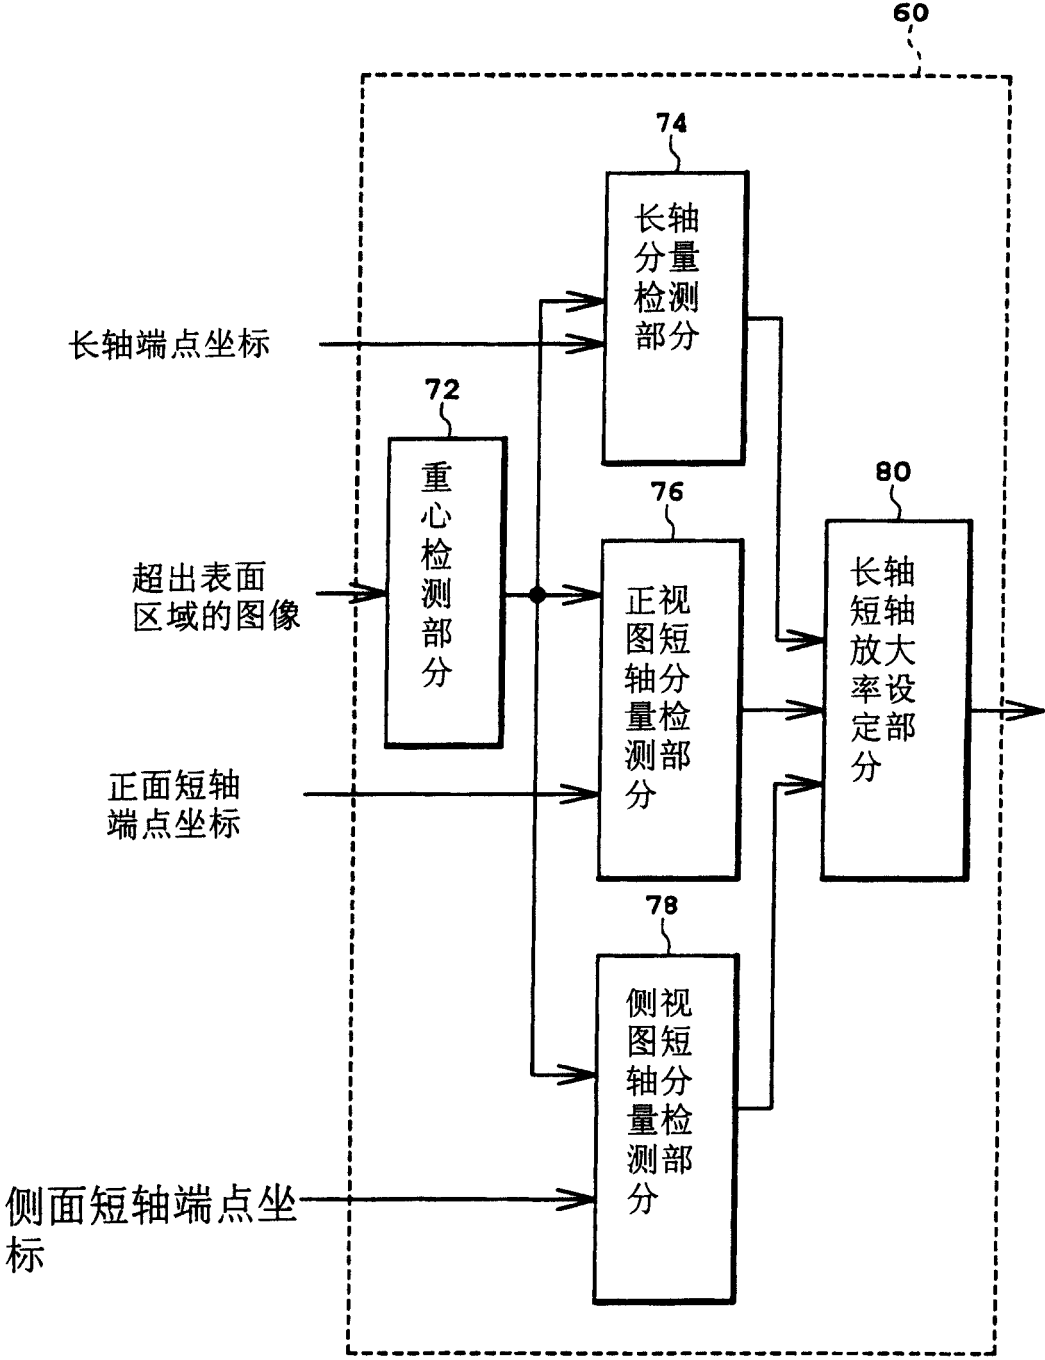 60
74
长轴
分量
检测
部分
长轴端点坐标
72
重
心
检
测
部
分
76
正视
图短
轴分
量检
测部
分
80
长轴
短轴
放大
率设
定部
分
超出表面
区域的图像
正面短轴
端点坐标
78
侧视
图短
轴分
量检
测部
分
侧面短轴端点坐
标